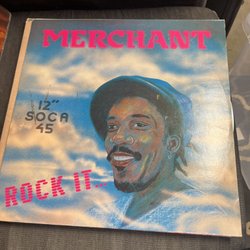 MERCHANT
12"
SOCA
45
ROCK IT...